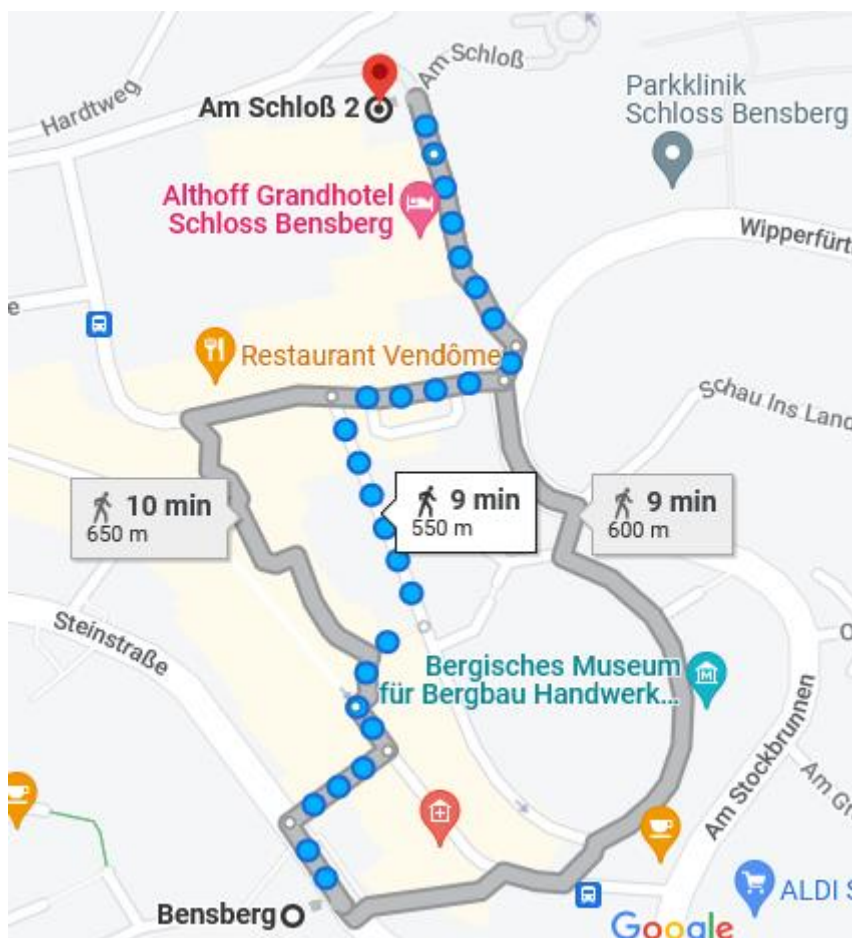 Am Schloß
Parkklinik
Schloss Bensberg
Am Schloß 2
Hardtweg
Althoff Grandhotel
Schloss Bensberg
Wipperfürt
e
Restaurant Vendôme
Schau Ins Land
10 min
650 m
9 min
550 m
9 min
600 m
Steinstraße
O
Bergisches Museum
für Bergbau Handwerk...
M
Am Stockbrunnen
Am Gr
ALDI S
Bensberg
Google